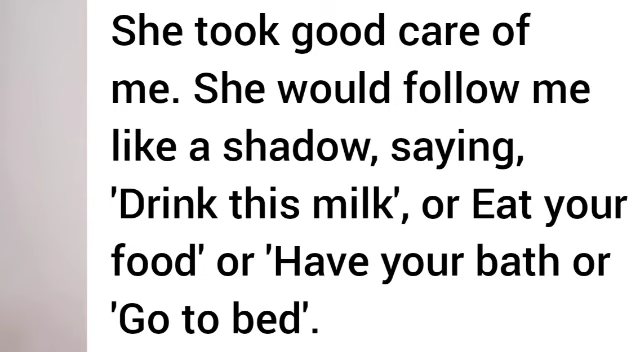 She took good care of
me. She would follow me
like a shadow, saying,
'Drink this milk', or Eat your
food' or 'Have your bath or
'Go to bed'.